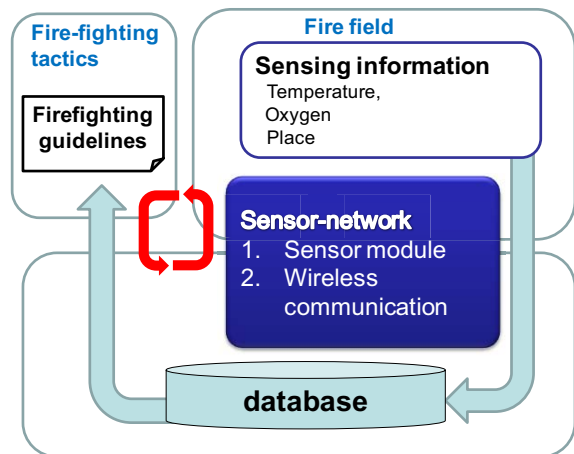 Fire-fighting
tactics
Firefighting
guidelines
Fire field
Sensing information
Temperature,
Oxygen
Place
Sensor-network
1. Sensor module
2. Wireless
communication
database